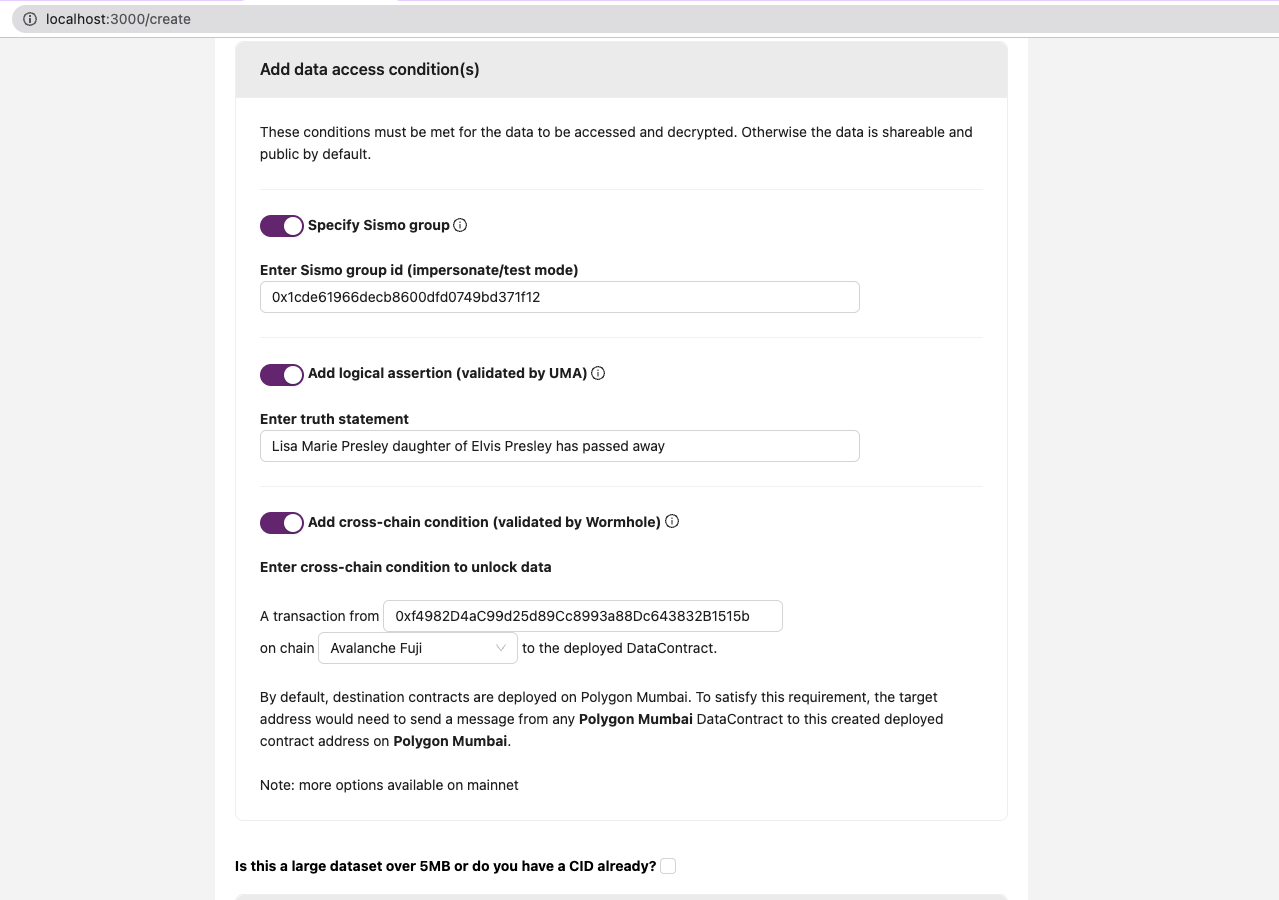 localhost:3000/create
Add data access condition(s)
These conditions must be met for the data to be accessed and decrypted. Otherwise the data is shareable and
public by default.
Specify Sismo group
Enter Sismo group id (impersonate/test mode)
0x1cde61966decb8600dfd0749bd371f12
Add logical assertion (validated by UMA)
Enter truth statement
Lisa Marie Presley daughter of Elvis Presley has passed away
Add cross-chain condition (validated by Wormhole)
Enter cross-chain condition to unlock data
A transaction from 0xf4982D4aC99d25d89Cc8993a88Dc643832B1515b
on chain Avalanche Fuji to the deployed DataContract.
By default, destination contracts are deployed on Polygon Mumbai. To satisfy this requirement, the target
address would need to send a message from any Polygon Mumbai DataContract to this created deployed
contract address on Polygon Mumbai.
Note: more options available on mainnet
Is this a large dataset over 5MB or do you have a CID already?